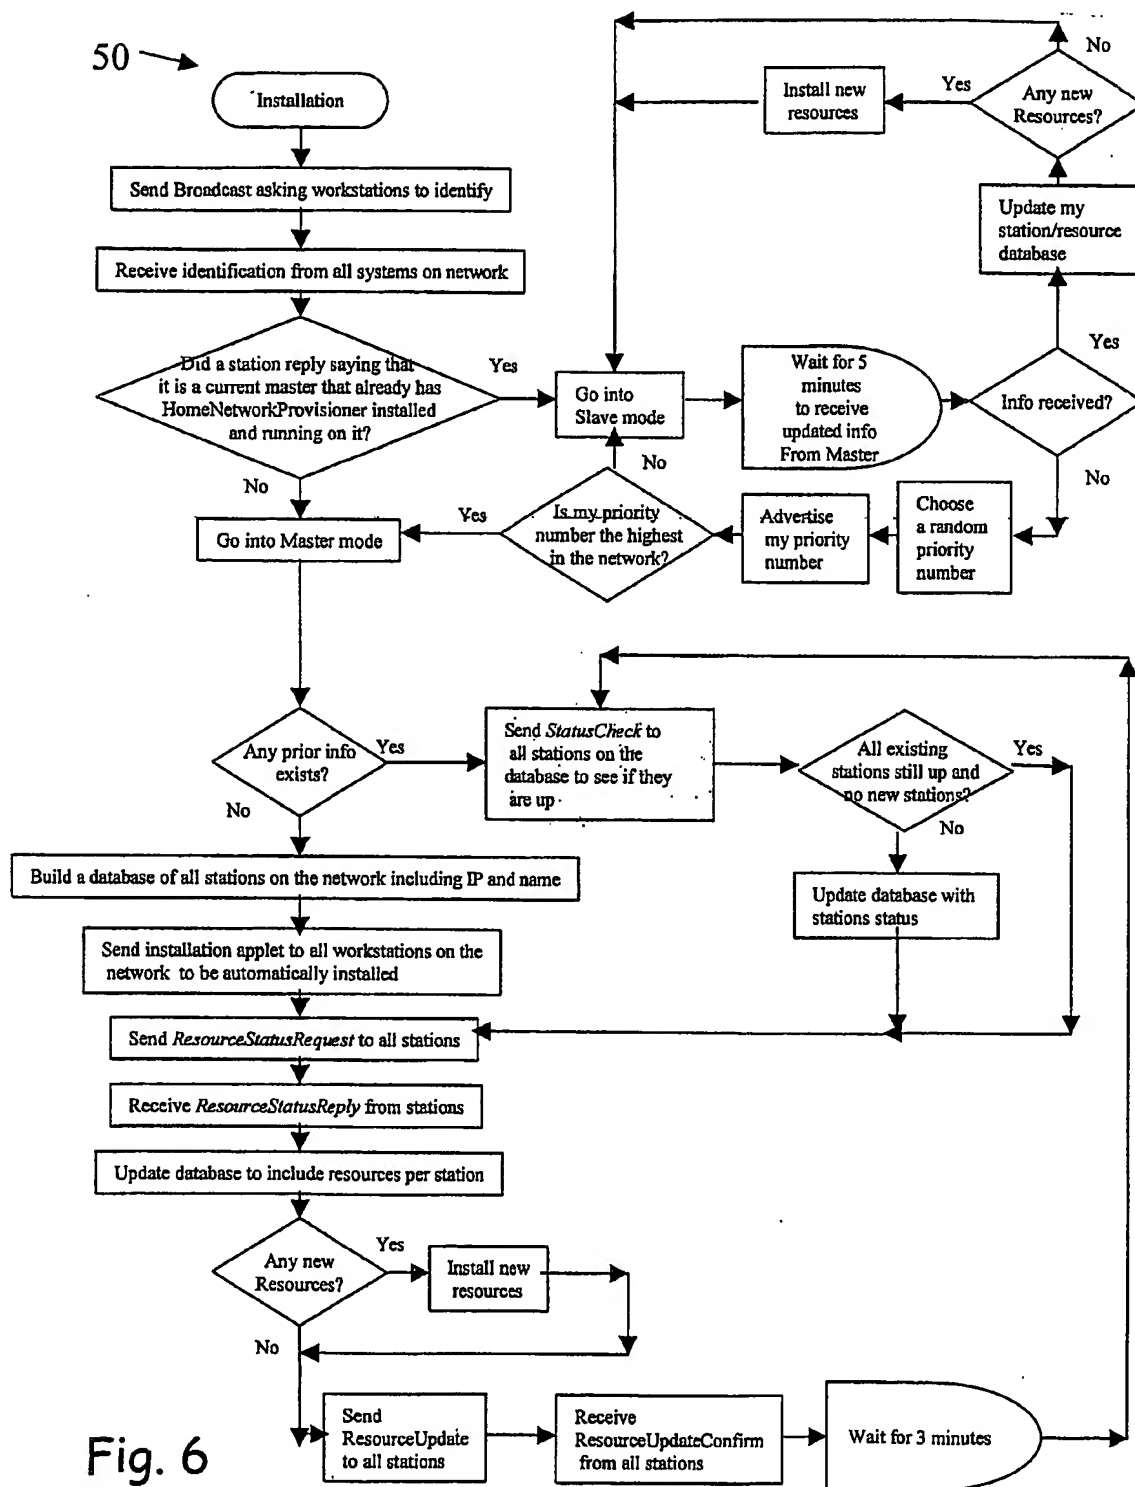 50
Installation
Send Broadcast asking workstations to identify
Receive identification from all systems on network
Did a station reply saying that
it is a current master that already has
HomeNetworkProvisioner installed
and running on it?
Yes
No
Go into
Slave mode
Wait for 5
minutes
to receive
updated info
From Master
Info received?
Yes
No
Update my
station/resource
database
Any new
Resources?
Yes
No
Install new
resources
Choose
a random
priority
number
Advertise
my priority
number
Is my priority
number the highest
in the network?
No
Yes
Go into Master mode
Any prior info
exists?
Yes
No
Send StatusCheck to
all stations on the
database to see if they
are up
All existing
stations still up and
no new stations?
Yes
No
Update database with
stations status
Build a database of all stations on the network including IP and name
Send installation applet to all workstations on the
network to be automatically installed
Send ResourceStatusRequest to all stations
Receive ResourceStatusReply from stations
Update database to include resources per station
Any new
Resources?
Yes
No
Install new
resources
Send
ResourceUpdate
to all stations
Receive
ResourceUpdateConfirm
from all stations
Wait for 3 minutes
Fig. 6